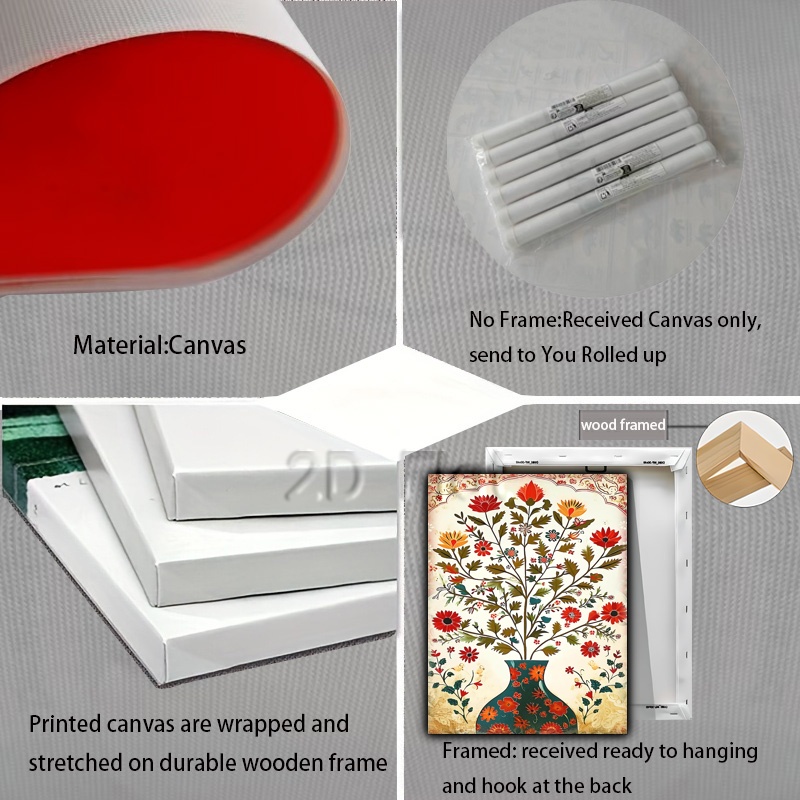 Material:Canvas
No Frame:Received Canvas only,
send to You Rolled up
2D
wood framed
Printed canvas are wrapped and
stretched on durable wooden frame
Framed: received ready to hanging
and hook at the back